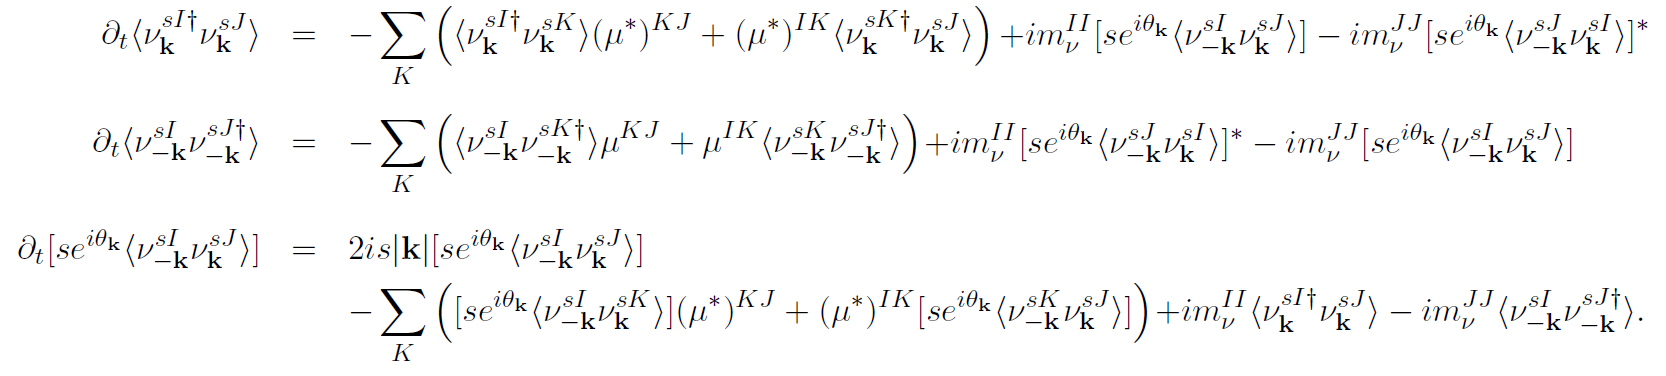 ∂_t⟨ν_𝐤^{sI†} ν_𝐤^{sJ}⟩ = −∑_K (⟨ν_𝐤^{sI†} ν_𝐤^{sK}⟩(μ^*)^{KJ} + (μ^*)^{IK}⟨ν_𝐤^{sK†} ν_𝐤^{sJ}⟩) +im_ν^{II}[se^{iθ_𝐤}⟨ν_{−𝐤}^{sI} ν_𝐤^{sJ}⟩] − im_ν^{JJ}[se^{iθ_𝐤}⟨ν_{−𝐤}^{sJ} ν_𝐤^{sI}⟩]^*
∂_t⟨ν_{−𝐤}^{sI} ν_{−𝐤}^{sJ†}⟩ = −∑_K (⟨ν_{−𝐤}^{sI} ν_{−𝐤}^{sK†}⟩μ^{KJ} + μ^{IK}⟨ν_{−𝐤}^{sK} ν_{−𝐤}^{sJ†}⟩) +im_ν^{II}[se^{iθ_𝐤}⟨ν_{−𝐤}^{sJ} ν_𝐤^{sI}⟩]^* − im_ν^{JJ}[se^{iθ_𝐤}⟨ν_{−𝐤}^{sI} ν_𝐤^{sJ}⟩]
∂_t[se^{iθ_𝐤}⟨ν_{−𝐤}^{sI} ν_𝐤^{sJ}⟩] = 2is|𝐤|[se^{iθ_𝐤}⟨ν_{−𝐤}^{sI} ν_𝐤^{sJ}⟩]
−∑_K ([se^{iθ_𝐤}⟨ν_{−𝐤}^{sI} ν_𝐤^{sK}⟩](μ^*)^{KJ} + (μ^*)^{IK}[se^{iθ_𝐤}⟨ν_{−𝐤}^{sK} ν_𝐤^{sJ}⟩]) +im_ν^{II}⟨ν_𝐤^{sI†} ν_𝐤^{sJ}⟩ − im_ν^{JJ}⟨ν_{−𝐤}^{sI} ν_{−𝐤}^{sJ†}⟩.